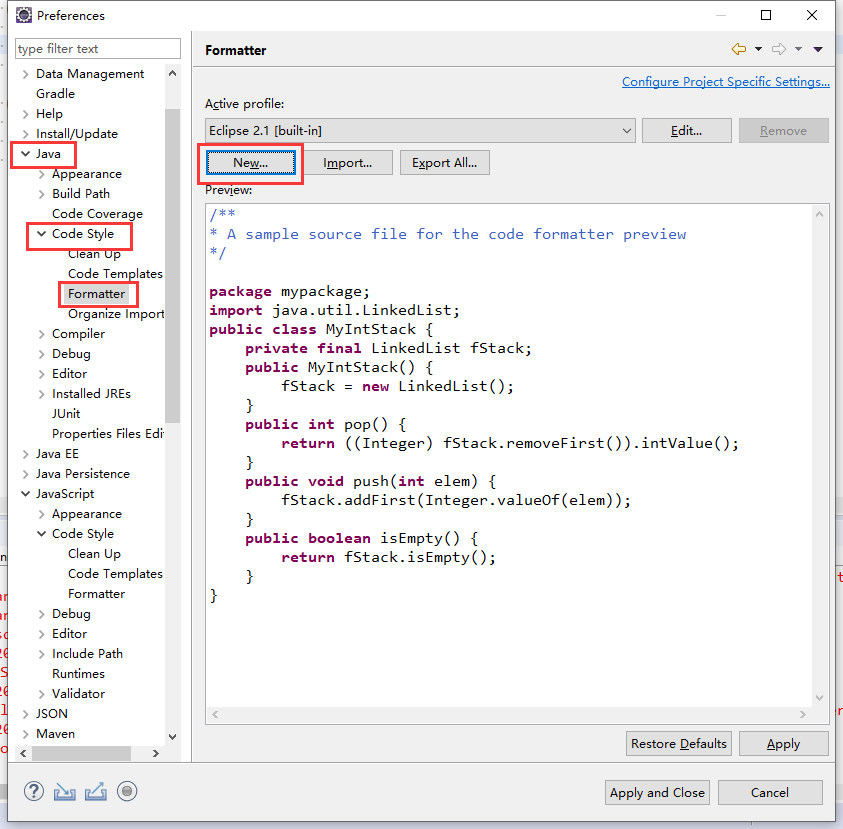 Preferences
type filter text
Data Management
Gradle
Help
Install/Update
Java
Appearance
Build Path
Code Coverage
Code Style
Clean Up
Code Templates
Formatter
Organize Import
Compiler
Debug
Editor
Installed JREs
JUnit
Properties Files Edi
Java EE
Java Persistence
JavaScript
Appearance
Code Style
Clean Up
Code Templates
Formatter
Debug
Editor
Include Path
Runtimes
Validator
JSON
Maven
Formatter
Configure Project Specific Settings...
Active profile:
Eclipse 2.1 [built-in]
Edit...
Remove
New...
Import...
Export All...
Preview:
/**
* A sample source file for the code formatter preview
*/
package mypackage;
import java.util.LinkedList;
public class MyIntStack {
private final LinkedList fStack;
public MyIntStack() {
fStack = new LinkedList();
}
public int pop() {
return ((Integer) fStack.removeFirst()).intValue();
}
public void push(int elem) {
fStack.addFirst(Integer.valueOf(elem));
}
public boolean isEmpty() {
return fStack.isEmpty();
}
}
Restore Defaults
Apply
?
Apply and Close
Cancel